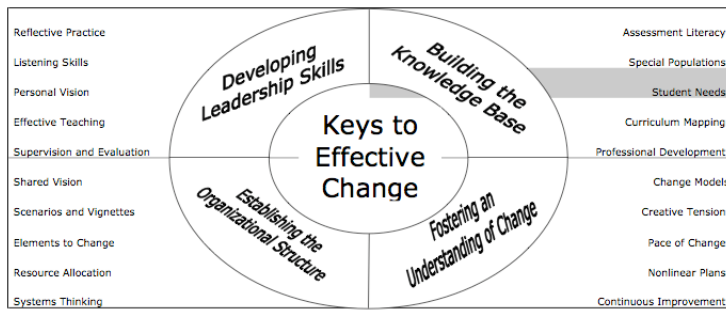 Reflective Practice
Listening Skills
Personal Vision
Effective Teaching
Supervision and Evaluation
Shared Vision
Scenarios and Vignettes
Elements to Change
Resource Allocation
Systems Thinking
Developing
Leadership Skills
Building the
Knowledge Base
Keys to
Effective
Change
Establishing the
Organizational Structure
Fostering an
Understanding of Change
Assessment Literacy
Special Populations
Student Needs
Curriculum Mapping
Professional Development
Change Models
Creative Tension
Pace of Change
Nonlinear Plans
Continuous Improvement